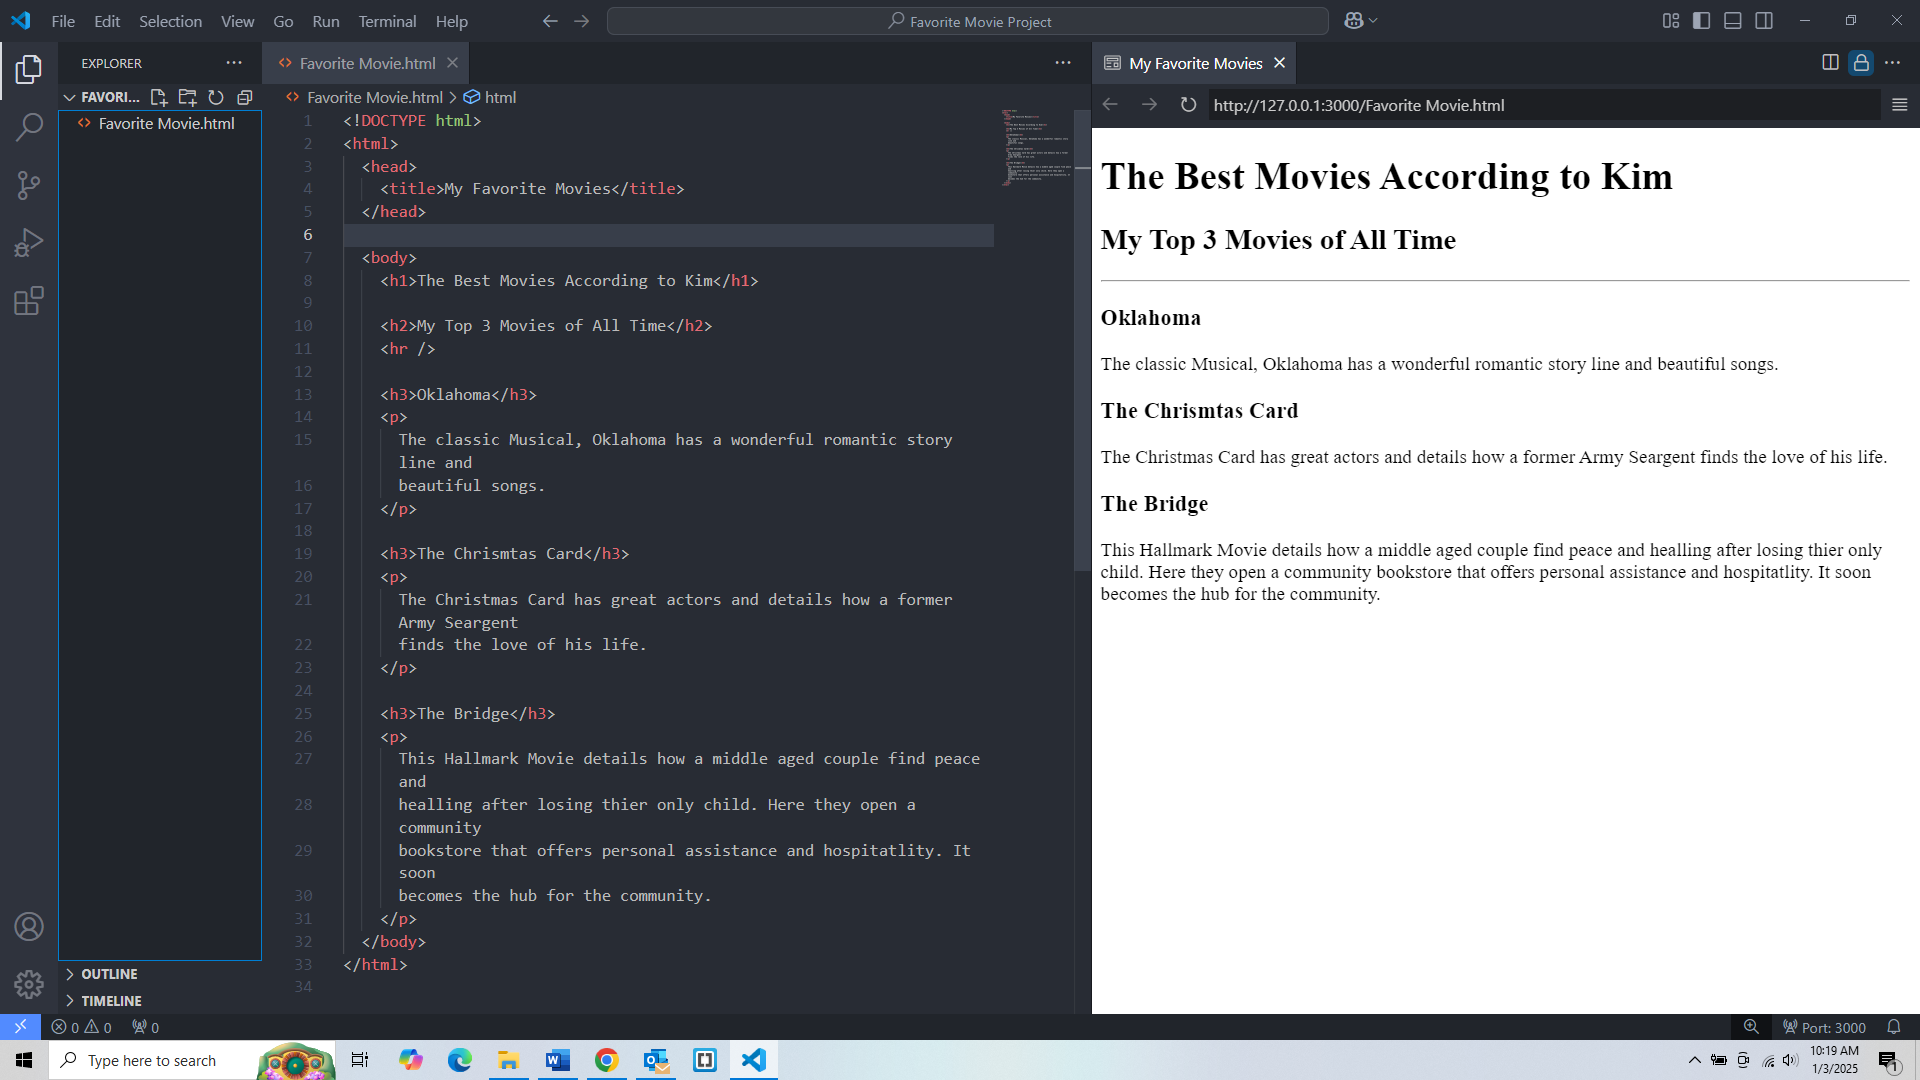 File Edit Selection View Go Run Terminal Help
Favorite Movie Project
EXPLORER
FAVORI...
Favorite Movie.html
OUTLINE
TIMELINE
Favorite Movie.html
Favorite Movie.html > html
1 <!DOCTYPE html>
2 <html>
3 <head>
4 <title>My Favorite Movies</title>
5 </head>
6
7 <body>
8 <h1>The Best Movies According to Kim</h1>
9
10 <h2>My Top 3 Movies of All Time</h2>
11 <hr />
12
13 <h3>Oklahoma</h3>
14 <p>
15 The classic Musical, Oklahoma has a wonderful romantic story
line and
16 beautiful songs.
17 </p>
18
19 <h3>The Chrismtas Card</h3>
20 <p>
21 The Christmas Card has great actors and details how a former
Army Seargent
22 finds the love of his life.
23 </p>
24
25 <h3>The Bridge</h3>
26 <p>
27 This Hallmark Movie details how a middle aged couple find peace
and
28 healling after losing thier only child. Here they open a
community
29 bookstore that offers personal assistance and hospitatlity. It
soon
30 becomes the hub for the community.
31 </p>
32 </body>
33 </html>
34
My Favorite Movies
http://127.0.0.1:3000/Favorite Movie.html
The Best Movies According to Kim
My Top 3 Movies of All Time
Oklahoma
The classic Musical, Oklahoma has a wonderful romantic story line and beautiful songs.
The Chrismtas Card
The Christmas Card has great actors and details how a former Army Seargent finds the love of his life.
The Bridge
This Hallmark Movie details how a middle aged couple find peace and healling after losing thier only
child. Here they open a community bookstore that offers personal assistance and hospitatlity. It soon
becomes the hub for the community.
0 0 0
Port: 3000
Type here to search
10:19 AM
1/3/2025
1